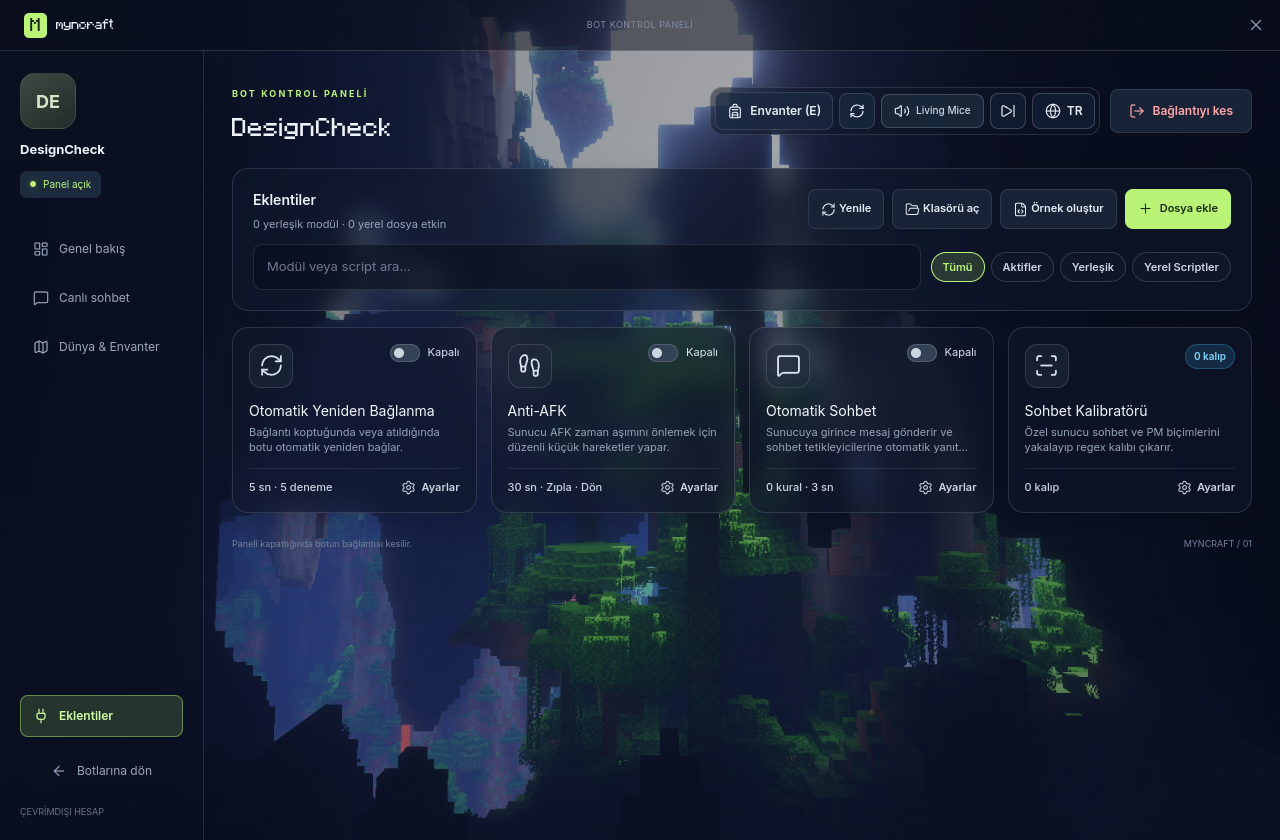 M myncraft
BOT KONTROL PANELİ
DE
DesignCheck
Panel açık
Genel bakış
Canlı sohbet
Dünya & Envanter
Eklentiler
Botlarına dön
ÇEVRİMDIŞI HESAP
BOT KONTROL PANELİ
DesignCheck
Envanter (E)
Living Mice
TR
Bağlantıyı kes
Eklentiler
0 yerleşik modül · 0 yerel dosya etkin
Yenile
Klasörü aç
Örnek oluştur
Dosya ekle
Modül veya script ara...
Tümü
Aktifler
Yerleşik
Yerel Scriptler
Kapalı
Otomatik Yeniden Bağlanma
Bağlantı koptuğunda veya atıldığında
botu otomatik yeniden bağlar.
5 sn · 5 deneme
Ayarlar
Kapalı
Anti-AFK
Sunucu AFK zaman aşımını önlemek için
düzenli küçük hareketler yapar.
30 sn · Zıpla · Dön
Ayarlar
Kapalı
Otomatik Sohbet
Sunucuya girince mesaj gönderir ve
sohbet tetikleyicilerine otomatik yanıt...
0 kural · 3 sn
Ayarlar
0 kalıp
Sohbet Kalibratörü
Özel sunucu sohbet ve PM biçimlerini
yakalayıp regex kalıbı çıkarır.
0 kalıp
Ayarlar
Paneli kapattığında botun bağlantısı kesilir.
MYNCRAFT / 01